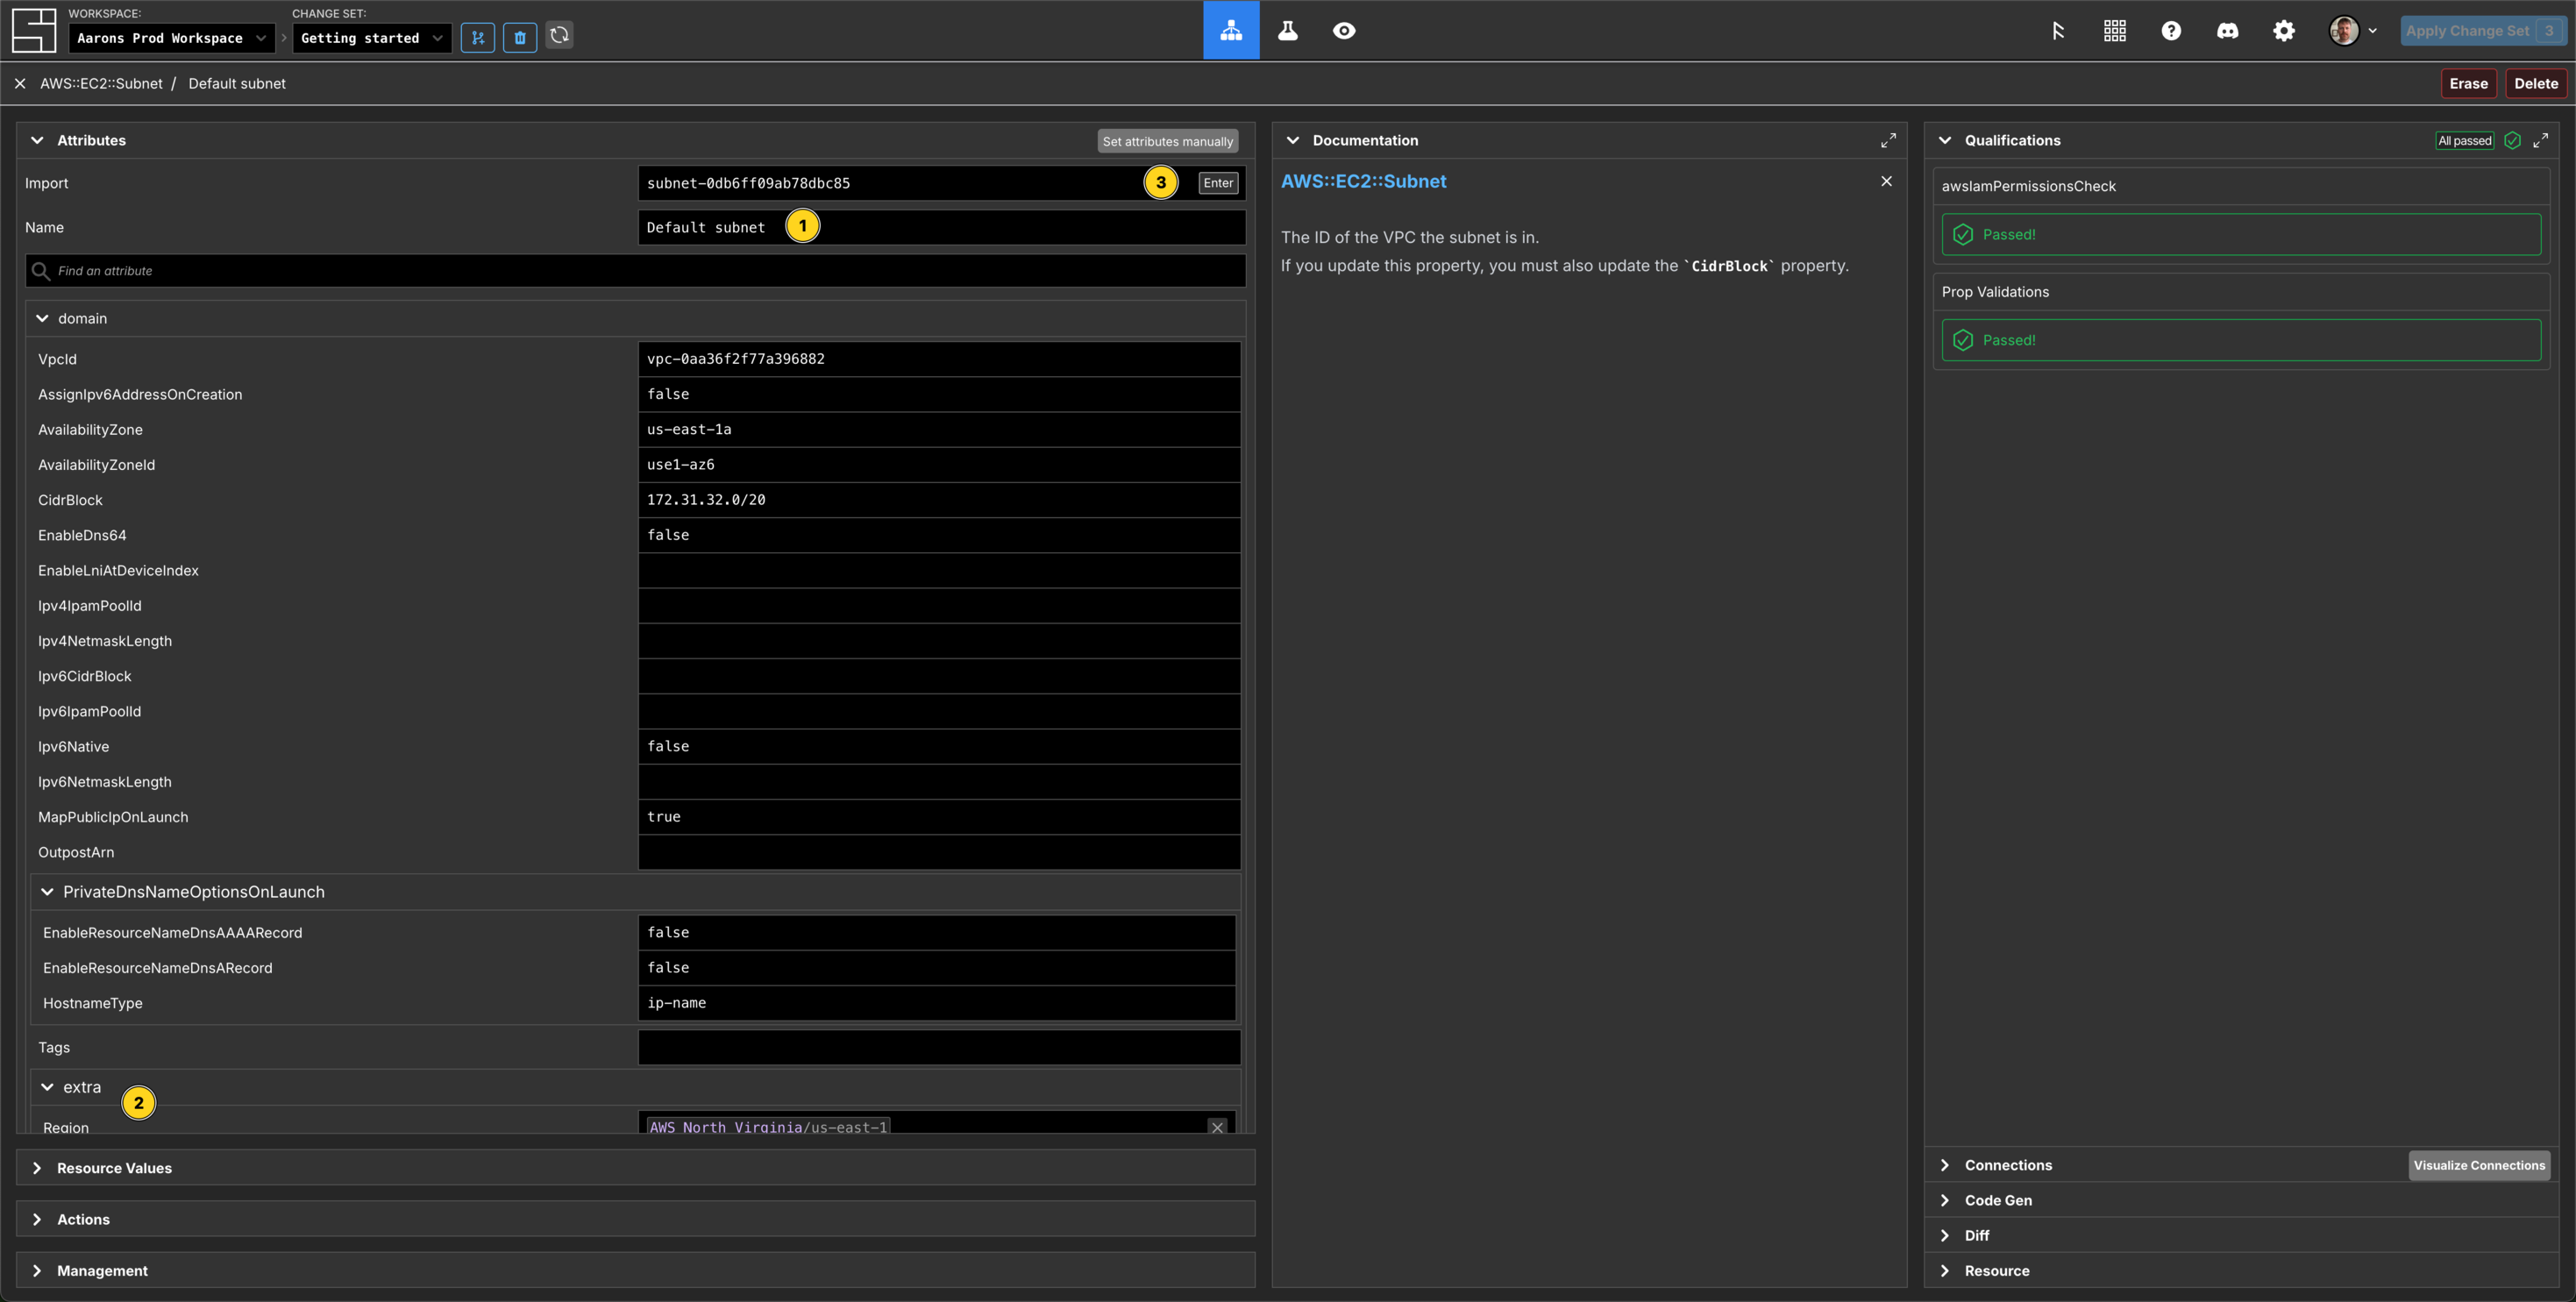 WORKSPACE:
Aarons Prod Workspace
CHANGE SET:
Getting started
Apply Change Set 3
AWS::EC2::Subnet / Default subnet
Erase
Delete
Attributes
Set attributes manually
Import
subnet-0db6ff09ab78dbc85
3
Enter
Name
Default subnet
1
Find an attribute
domain
VpcId
vpc-0aa36f2f77a396882
AssignIpv6AddressOnCreation
false
AvailabilityZone
us-east-1a
AvailabilityZoneId
use1-az6
CidrBlock
172.31.32.0/20
EnableDns64
false
EnableLniAtDeviceIndex
Ipv4IpamPoolId
Ipv4NetmaskLength
Ipv6CidrBlock
Ipv6IpamPoolId
Ipv6Native
false
Ipv6NetmaskLength
MapPublicIpOnLaunch
true
OutpostArn
PrivateDnsNameOptionsOnLaunch
EnableResourceNameDnsAAAARecord
false
EnableResourceNameDnsARecord
false
HostnameType
ip-name
Tags
extra
2
Region
AWS North Virginia/us-east-1
Resource Values
Actions
Management
Documentation
AWS::EC2::Subnet
The ID of the VPC the subnet is in.
If you update this property, you must also update the `CidrBlock` property.
Qualifications
All passed
awsIamPermissionsCheck
Passed!
Prop Validations
Passed!
Connections
Visualize Connections
Code Gen
Diff
Resource